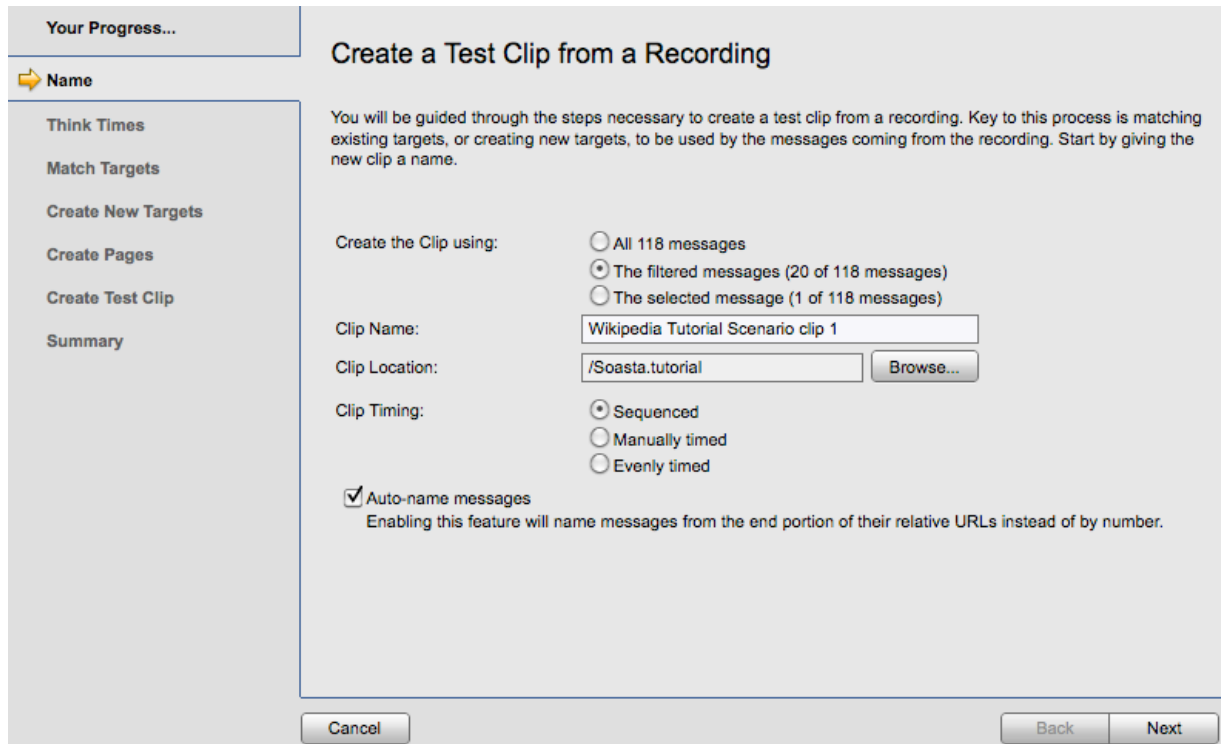 Your Progress...
Name
Think Times
Match Targets
Create New Targets
Create Pages
Create Test Clip
Summary
Create a Test Clip from a Recording
You will be guided through the steps necessary to create a test clip from a recording. Key to this process is matching
existing targets, or creating new targets, to be used by the messages coming from the recording. Start by giving the
new clip a name.
Create the Clip using:
All 118 messages
The filtered messages (20 of 118 messages)
The selected message (1 of 118 messages)
Clip Name:
Wikipedia Tutorial Scenario clip 1
Clip Location:
/Soasta.tutorial
Browse...
Clip Timing:
Sequenced
Manually timed
Evenly timed
Auto-name messages
Enabling this feature will name messages from the end portion of their relative URLs instead of by number.
Cancel
Back
Next